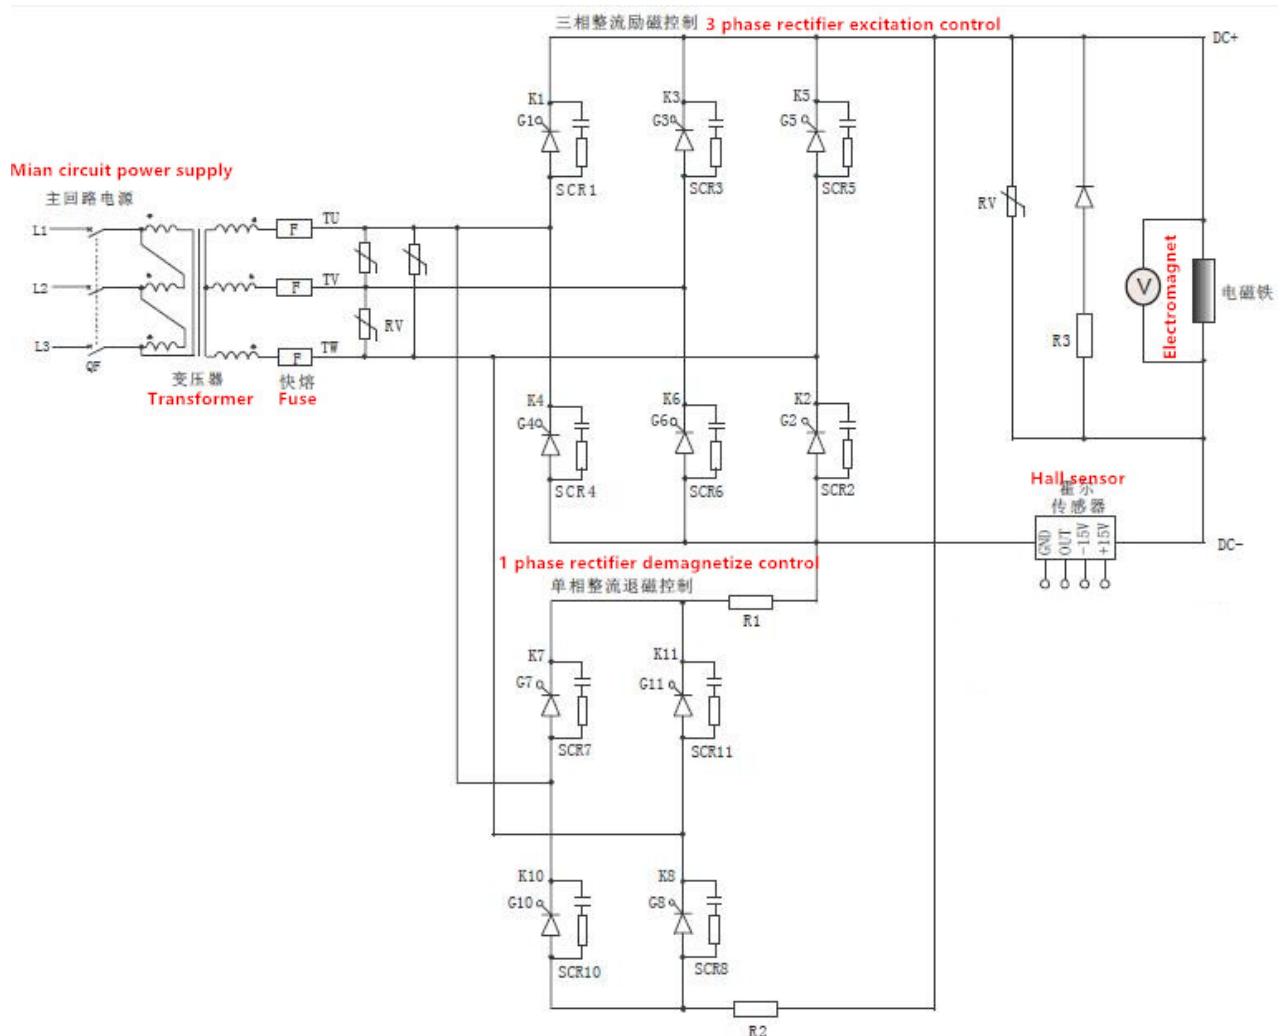 三相整流励磁控制 3 phase rectifier excitation control
DC+
K1
K3
K5
G1
G3
G5
SCR1
SCR3
SCR5
Mian circuit power supply
主回路电源
L1
L2
L3
QF
F
F
F
TU
TV
TW
RV
变压器
Transformer
快熔
Fuse
RV
R3
V
Electromagnet
电磁铁
K4
K6
K2
G4
G6
G2
SCR4
SCR6
SCR2
Hall sensor
霍尔
传感器
GND
OUT
-15V
+15V
DC-
1 phase rectifier demagnetize control
单相整流退磁控制
R1
K7
K11
G7
G11
SCR7
SCR11
K10
K8
G10
G8
SCR10
SCR8
R2